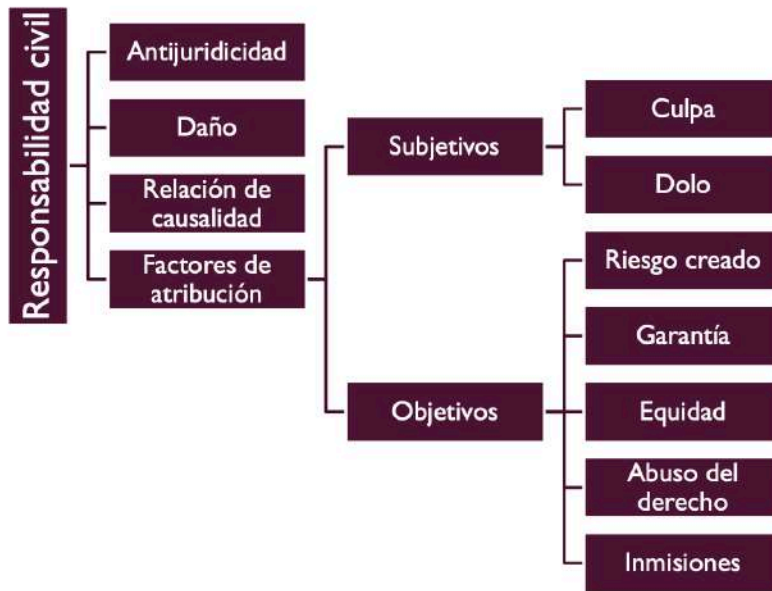 Responsabilidad civil
Antijuridicidad
Daño
Relación de
causalidad
Factores de
atribución
Subjetivos
Culpa
Dolo
Objetivos
Riesgo creado
Garantía
Equidad
Abuso del
derecho
Inmisiones